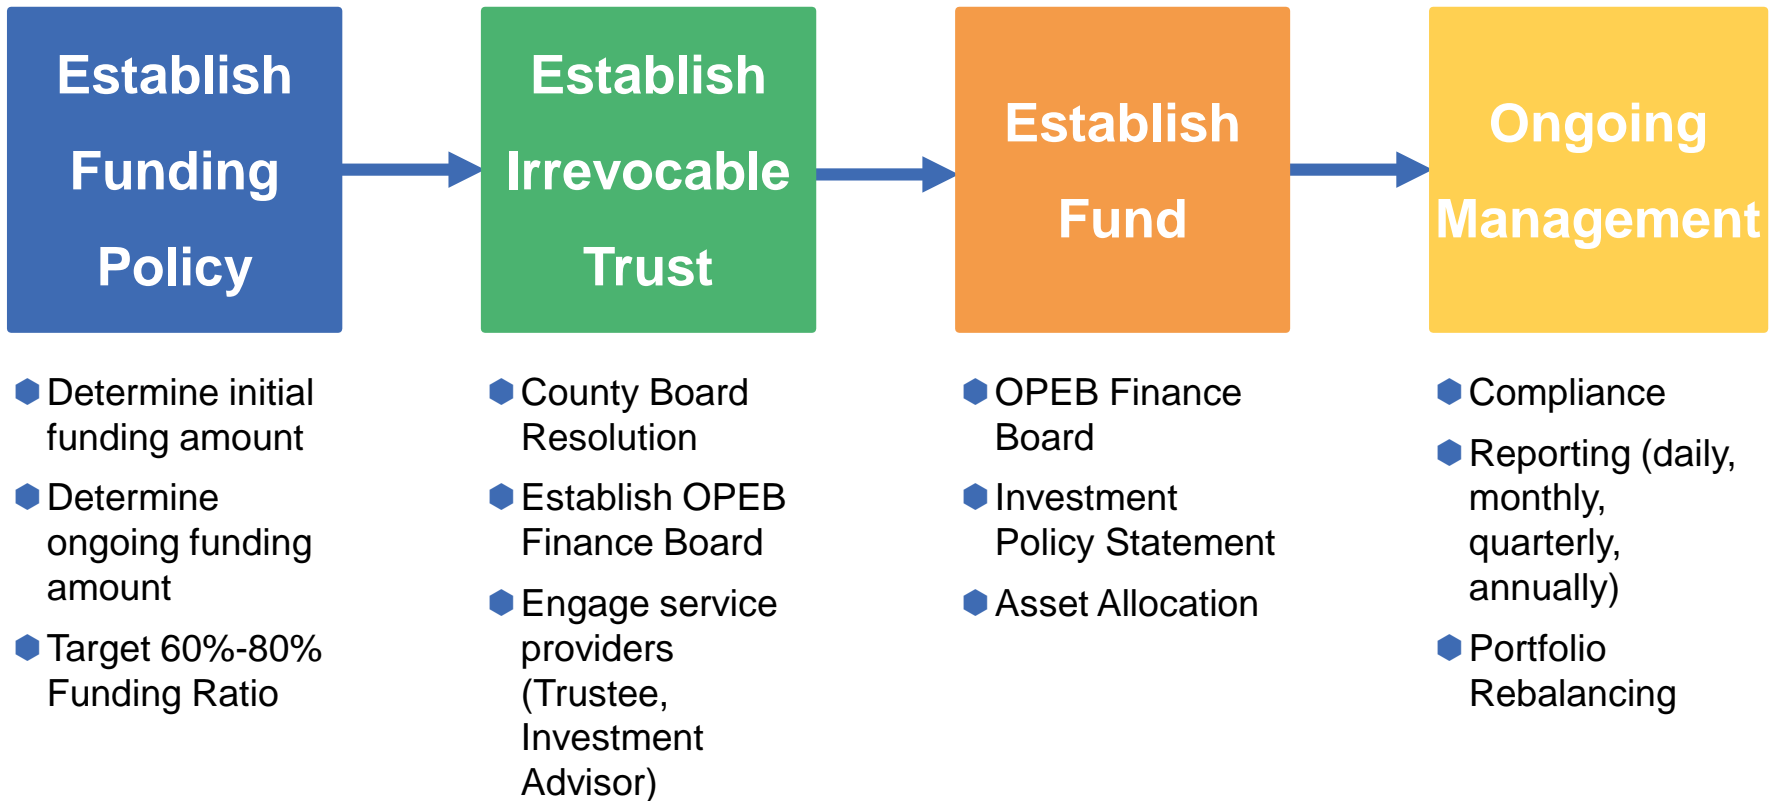 Establish
Funding
Policy
Establish
Irrevocable
Trust
Establish
Fund
Ongoing
Management
Determine initial
funding amount
Determine
ongoing funding
amount
Target 60%-80%
Funding Ratio
County Board
Resolution
Establish OPEB
Finance Board
Engage service
providers
(Trustee,
Investment
Advisor)
OPEB Finance
Board
Investment
Policy Statement
Asset Allocation
Compliance
Reporting (daily,
monthly,
quarterly,
annually)
Portfolio
Rebalancing